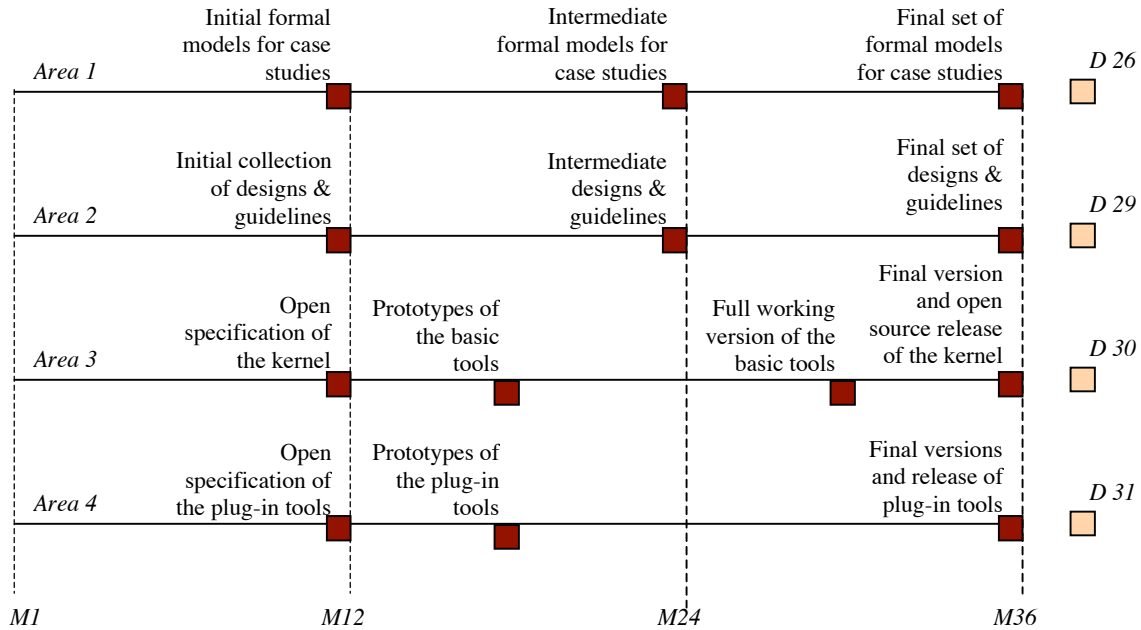 Initial formal
models for case
studies
Intermediate
formal models for
case studies
Final set of
formal models
for case studies
Area 1
D 26
Initial collection
of designs &
guidelines
Intermediate
designs &
guidelines
Final set of
designs &
guidelines
Area 2
D 29
Open
specification of
the kernel
Prototypes of
the basic
tools
Full working
version of the
basic tools
Final version
and open
source release
of the kernel
Area 3
D 30
Open
specification of
the plug-in tools
Prototypes of
the plug-in
tools
Final versions
and release of
plug-in tools
Area 4
D 31
M1
M12
M24
M36